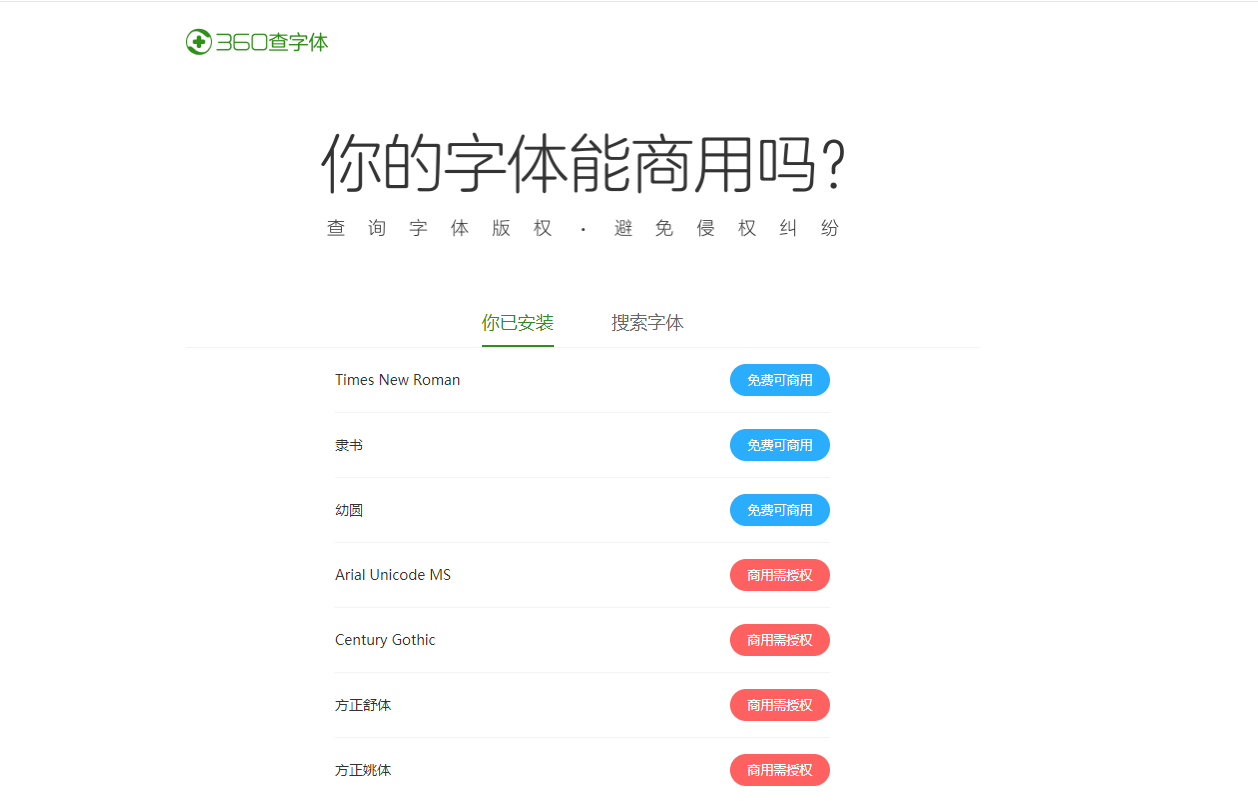 360查字体
你的字体能商用吗?
查询字体版权·避免侵权纠纷
你已安装 搜索字体
Times New Roman 免费可商用
隶书 免费可商用
幼圆 免费可商用
Arial Unicode MS 商用需授权
Century Gothic 商用需授权
方正舒体 商用需授权
方正姚体 商用需授权